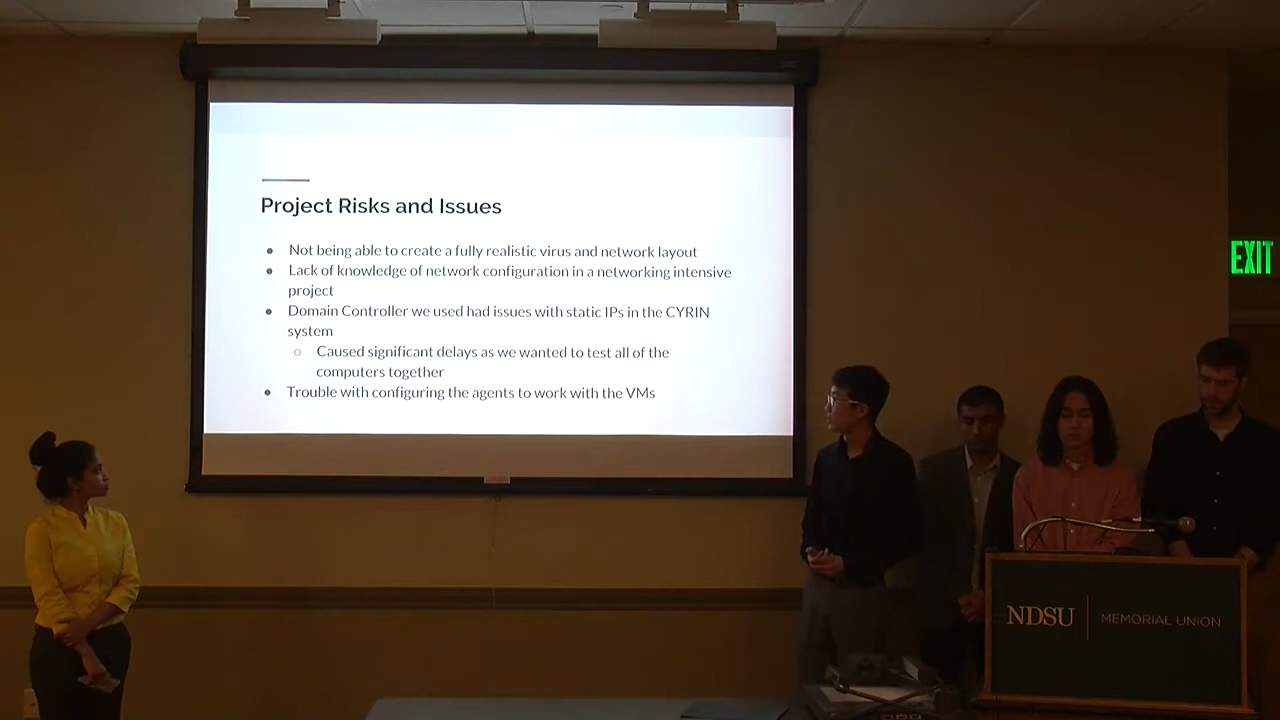 Project Risks and Issues
● Not being able to create a fully realistic virus and network layout
● Lack of knowledge of network configuration in a networking intensive
project
● Domain Controller we used had issues with static IPs in the CYRIN
system
○ Caused significant delays as we wanted to test all of the
computers together
● Trouble with configuring the agents to work with the VMs
EXIT
NDSU | MEMORIAL UNION